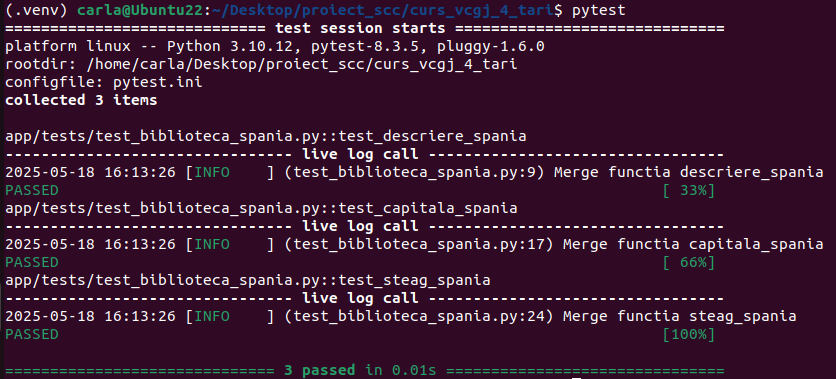 (.venv) carla@Ubuntu22:~/Desktop/proiect_scc/curs_vcgj_4_tari$ pytest
============================= test session starts ==============================
platform linux -- Python 3.10.12, pytest-8.3.5, pluggy-1.6.0
rootdir: /home/carla/Desktop/proiect_scc/curs_vcgj_4_tari
configfile: pytest.ini
collected 3 items
app/tests/test_biblioteca_spania.py::test_descriere_spania
-------------------------------- live log call ---------------------------------
2025-05-18 16:13:26 [INFO    ] (test_biblioteca_spania.py:9) Merge functia descriere_spania
PASSED                                                                   [ 33%]
app/tests/test_biblioteca_spania.py::test_capitala_spania
-------------------------------- live log call ---------------------------------
2025-05-18 16:13:26 [INFO    ] (test_biblioteca_spania.py:17) Merge functia capitala_spania
PASSED                                                                   [ 66%]
app/tests/test_biblioteca_spania.py::test_steag_spania
-------------------------------- live log call ---------------------------------
2025-05-18 16:13:26 [INFO    ] (test_biblioteca_spania.py:24) Merge functia steag_spania
PASSED                                                                   [100%]
============================== 3 passed in 0.01s ===============================